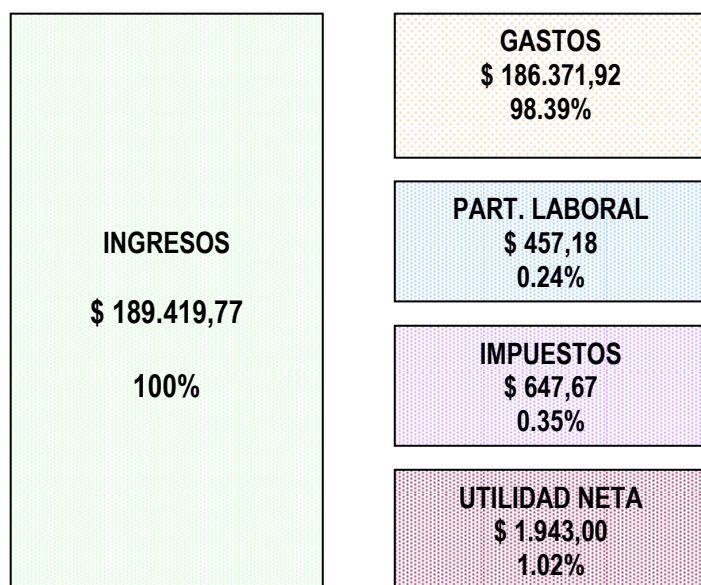 INGRESOS
$ 189.419,77
100%
GASTOS
$ 186.371,92
98.39%
PART. LABORAL
$ 457,18
0.24%
IMPUESTOS
$ 647,67
0.35%
UTILIDAD NETA
$ 1.943,00
1.02%